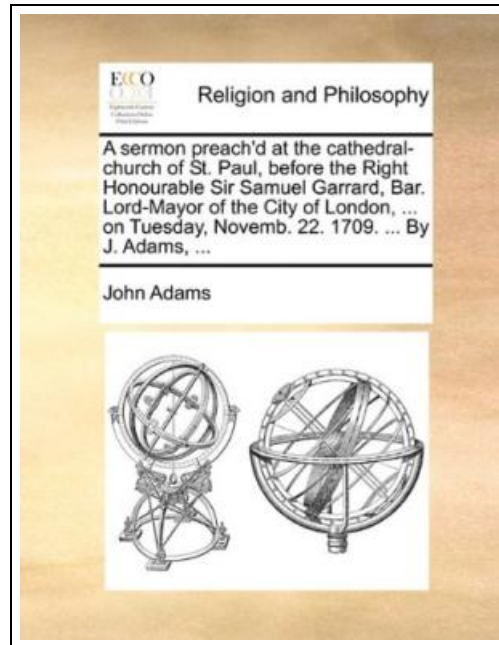 ECCO
Religion and Philosophy
A sermon preach'd at the cathedral-
church of St. Paul, before the Right
Honourable Sir Samuel Garrard, Bar.
Lord-Mayor of the City of London, ...
on Tuesday, Novemb. 22. 1709. ... By
J. Adams, ...
John Adams